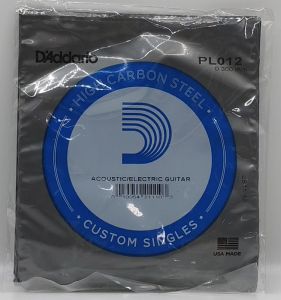 D'Addario
PL012
HIGH CARBON STEEL
ACOUSTIC/ELECTRIC GUITAR
CUSTOM SINGLES
USA MADE